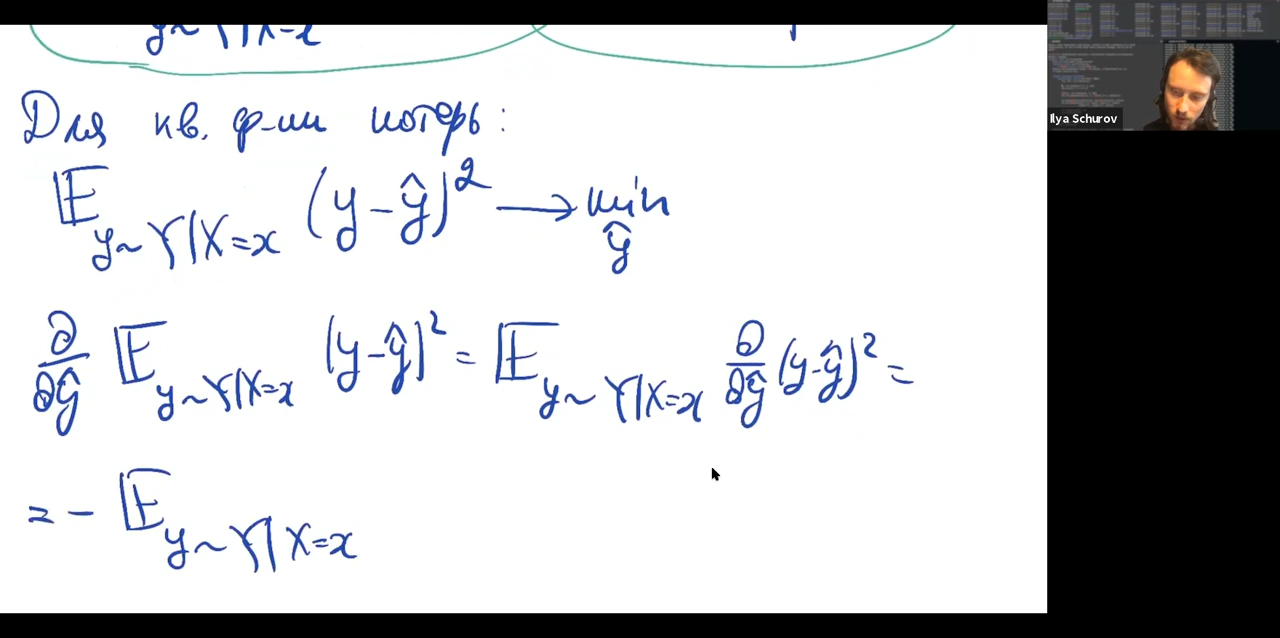 y~Y|X=x
Для кв. ф-ии потерь:
𝔼_{y~Y|X=x} (y-ŷ)² → min_ŷ
∂/∂ŷ 𝔼_{y~Y|X=x} (y-ŷ)² = 𝔼_{y~Y|X=x} ∂/∂ŷ (y-ŷ)² =
= - 𝔼_{y~Y|X=x}
Ilya Schurov